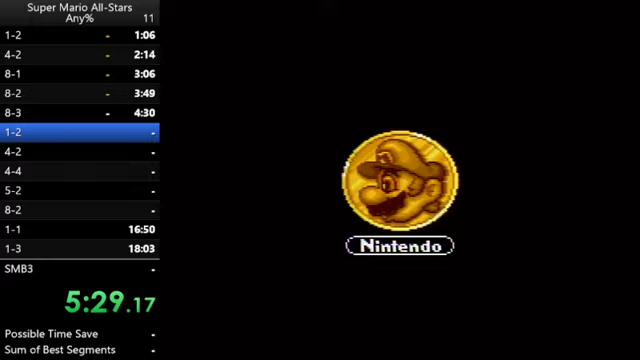 Super Mario All-Stars
Any% 11
1-2 - 1:06
4-2 - 2:14
8-1 - 3:06
8-2 - 3:49
8-3 - 4:30
1-2 -
4-2 -
4-4 -
5-2 -
8-2 -
1-1 16:50
1-3 18:03
SMB3 -
5:29.17
Possible Time Save -
Sum of Best Segments -
Nintendo